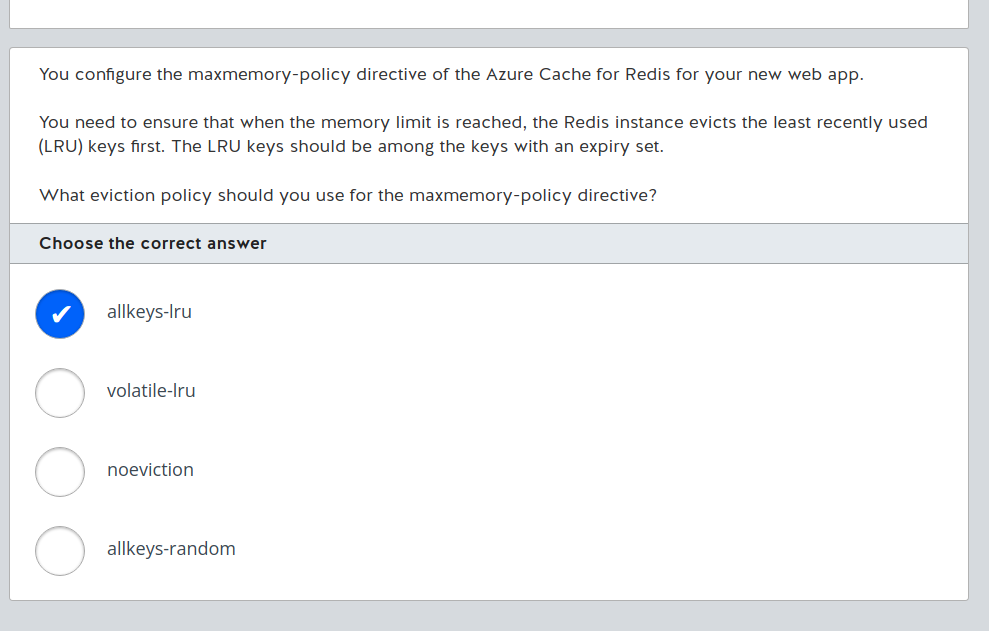 You configure the maxmemory-policy directive of the Azure Cache for Redis for your new web app.
You need to ensure that when the memory limit is reached, the Redis instance evicts the least recently used
(LRU) keys first. The LRU keys should be among the keys with an expiry set.
What eviction policy should you use for the maxmemory-policy directive?
Choose the correct answer
allkeys-lru
volatile-lru
noeviction
allkeys-random